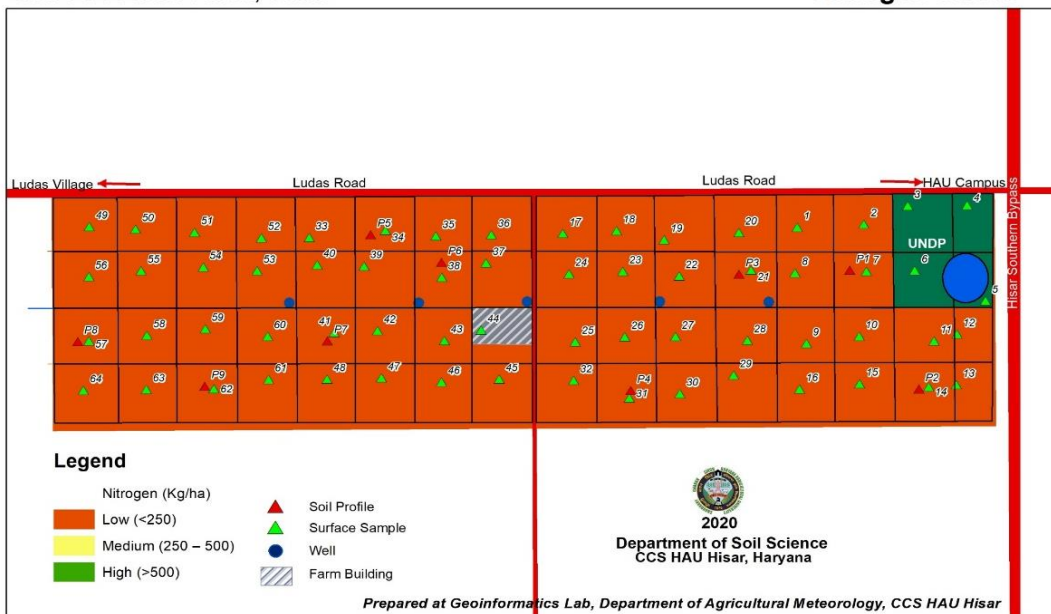 Ludas Village
Ludas Road
Ludas Road
HAU Campus
Hisar Southern Bypass
49 50 51 52 33 P5 34 35 36 17 18 19 20 1 2 3 4
UNDP
56 55 54 53 40 39 P6 38 37 24 23 22 P3 21 8 P1 7 6 5
P8 57 58 59 60 41 P7 42 43 44 25 26 27 28 9 10 11 12
64 63 P9 62 61 48 47 46 45 32 P4 31 30 29 16 15 P2 14 13
Legend
Nitrogen (Kg/ha)
Low (<250)
Medium (250 – 500)
High (>500)
Soil Profile
Surface Sample
Well
Farm Building
2020
Department of Soil Science
CCS HAU Hisar, Haryana
Prepared at Geoinformatics Lab, Department of Agricultural Meteorology, CCS HAU Hisar